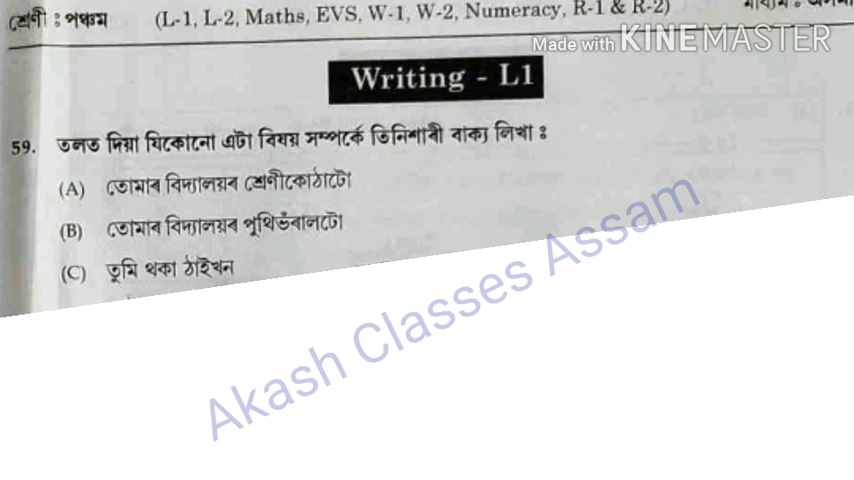 শ্ৰেণী : পঞ্চম (L-1, L-2, Maths, EVS, W-1, W-2, Numeracy, R-1 & R-2) মাধ্যম :
Made with KINEMASTER
Writing - L1
59. তলত দিয়া যিকোনো এটা বিষয় সম্পৰ্কে তিনিশাৰী বাক্য লিখা :
(A) তোমাৰ বিদ্যালয়ৰ শ্ৰেণীকোঠাটো
(B) তোমাৰ বিদ্যালয়ৰ পুথিভঁৰালটো
(C) তুমি থকা ঠাইখন
Akash Classes Assam